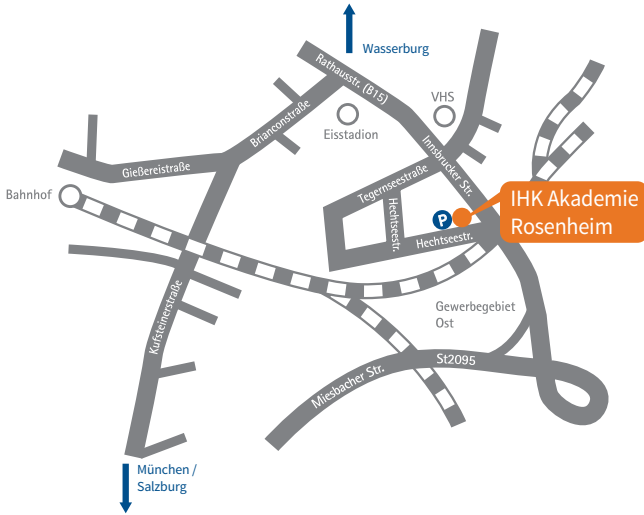 Wasserburg
Rathausstr. (B15)
VHS
Brianconstraße
Eisstadion
Innsbrucker Str.
Gießereistraße
Tegernseestraße
Bahnhof
Hechtseestr.
P
IHK Akademie
Rosenheim
Hechtseestr.
Kufsteinerstraße
Gewerbegebiet
Ost
St2095
Miesbacher Str.
München /
Salzburg